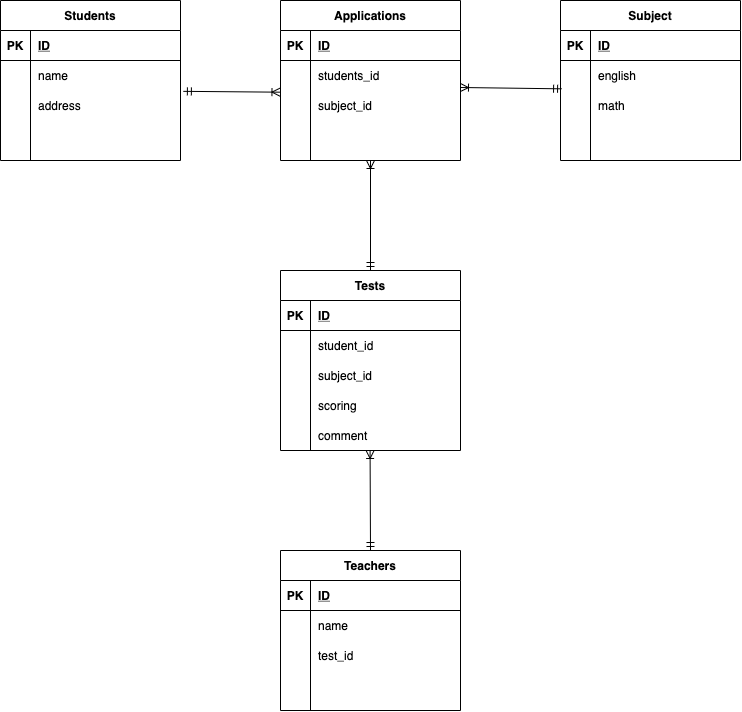 Students
PK ID
name
address
Applications
PK ID
students_id
subject_id
Subject
PK ID
english
math
Tests
PK ID
student_id
subject_id
scoring
comment
Teachers
PK ID
name
test_id